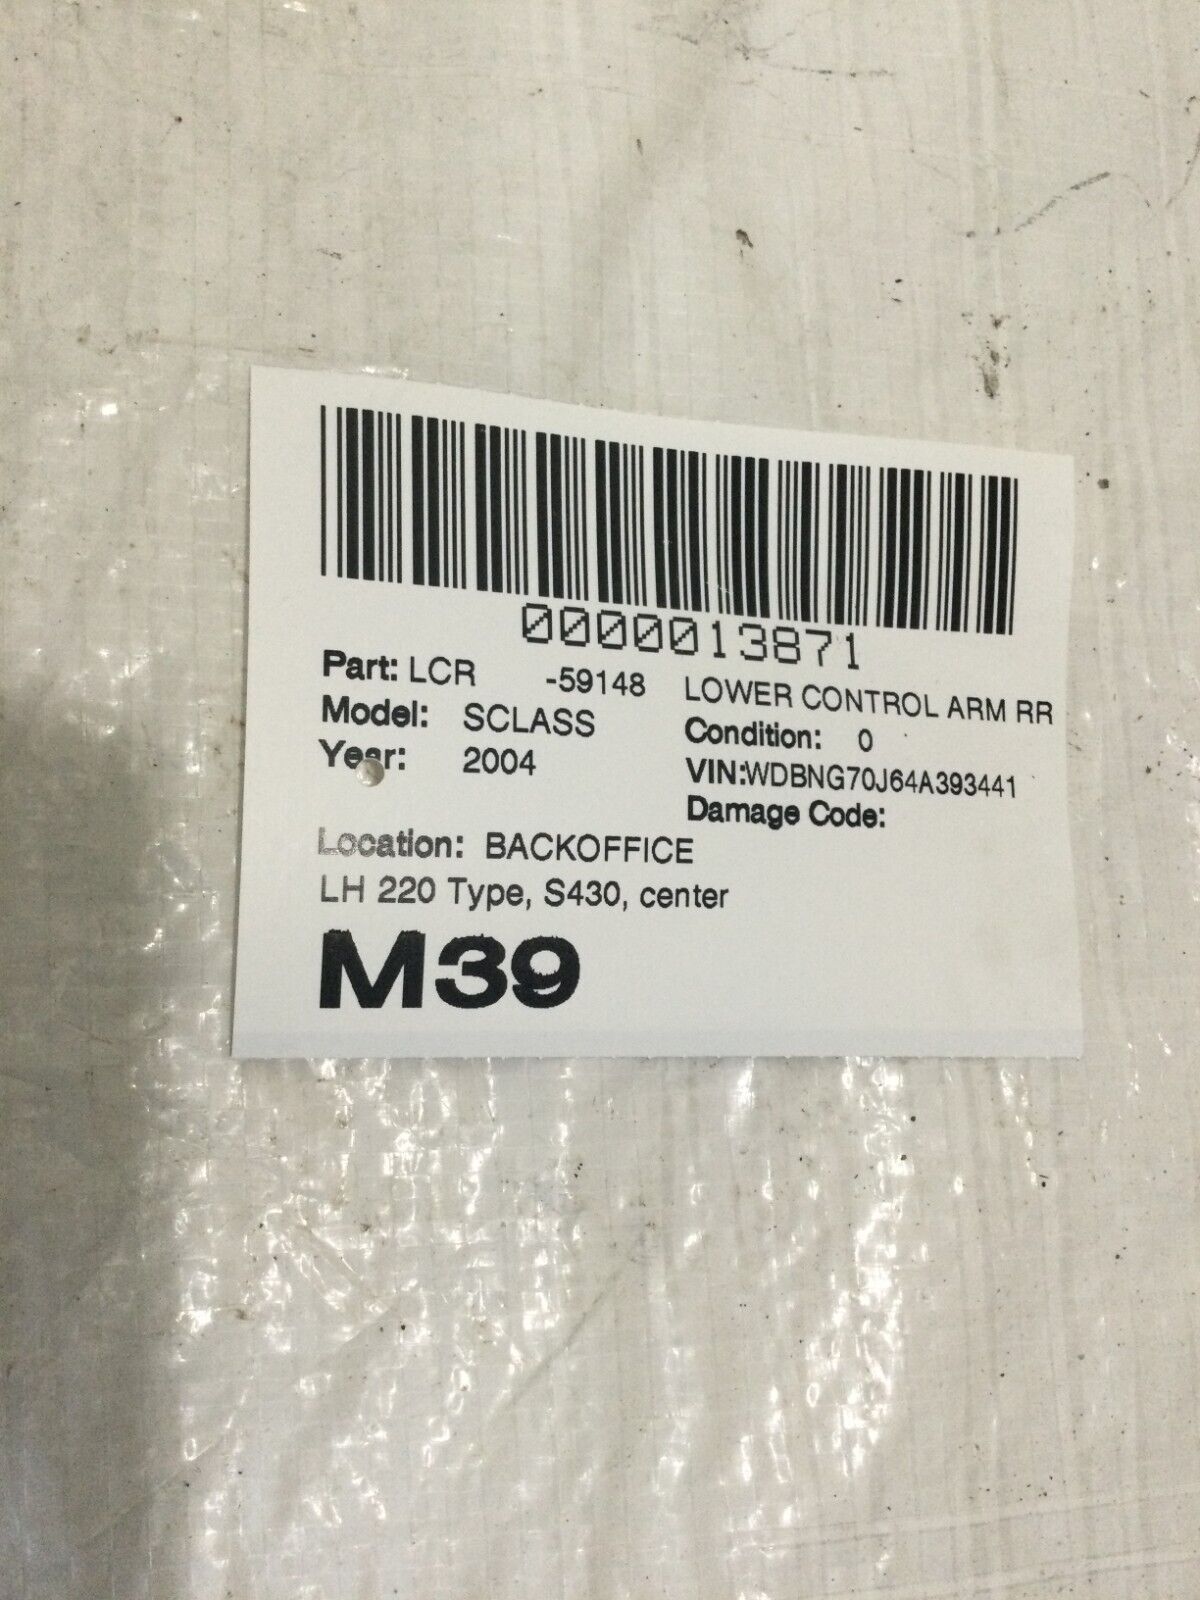 0000013871
Part: LCR -59148 LOWER CONTROL ARM RR
Model: SCLASS Condition: 0
Year: 2004 VIN:WDBNG70J64A393441
Damage Code:
Location: BACKOFFICE
LH 220 Type, S430, center
M39